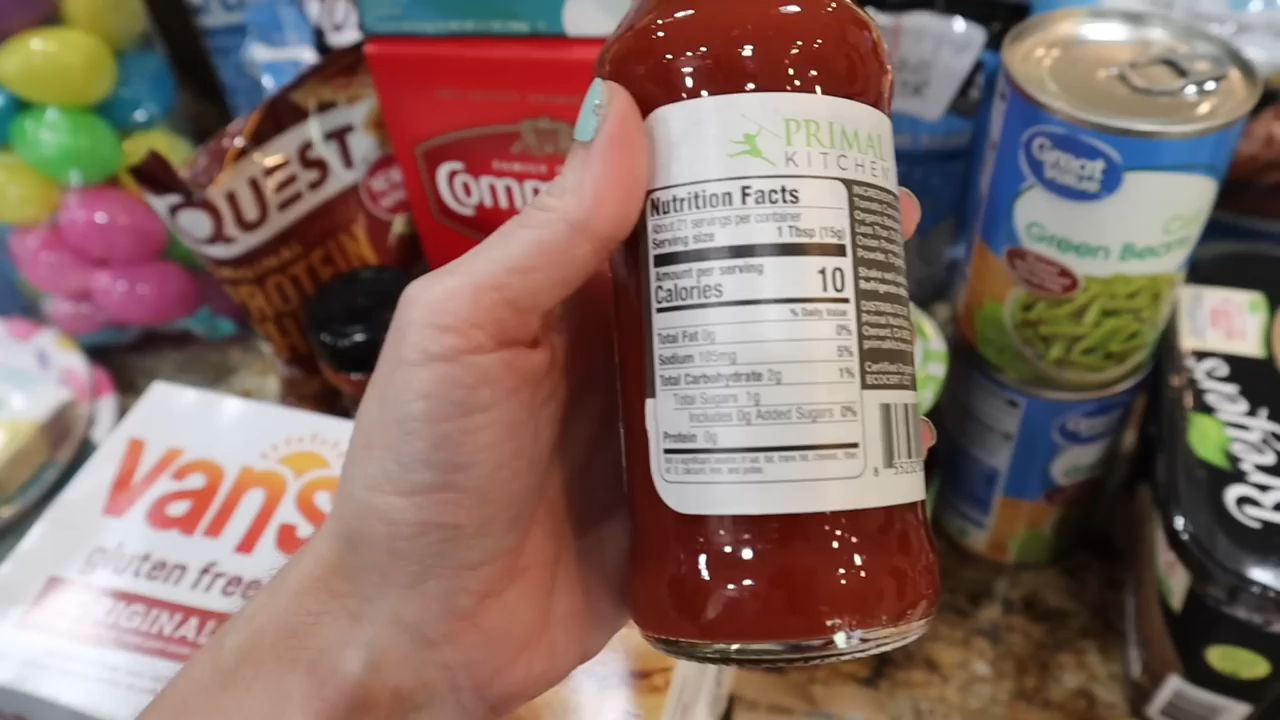 PRIMAL
KITCHEN
Nutrition Facts
About 21 servings per container
Serving size 1 Tbsp (15g)
Amount per serving
Calories 10
% Daily Value
Total Fat 0g 0%
Sodium 105mg 5%
Total Carbohydrate 2g 1%
Total Sugars 1g
Includes 0g Added Sugars 0%
Protein 0g
QUEST
PROTEIN
Great
Value
Green Beans
van's
gluten free
ORIGINAL
Breyers